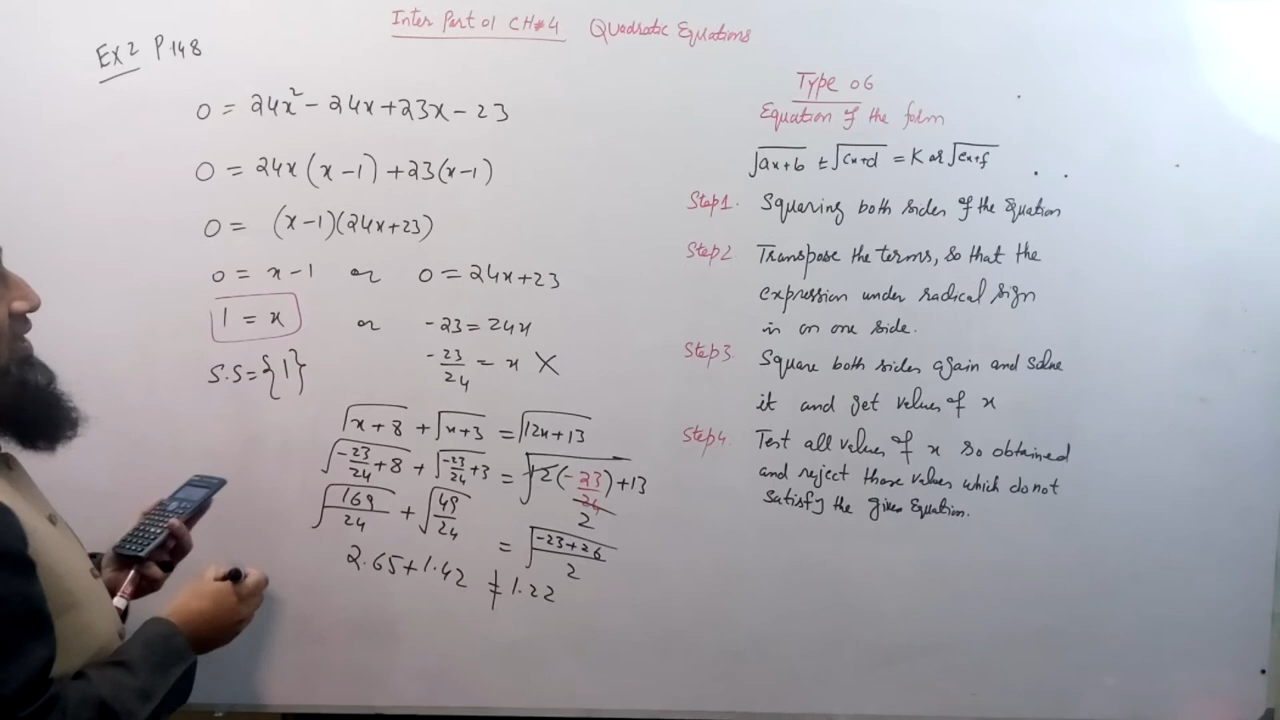 Inter Part 01 CH#4 Quadratic Equations
Ex 2 P 148
0 = 24x² - 24x + 23x - 23
0 = 24x(x-1) + 23(x-1)
0 = (x-1)(24x+23)
0 = x-1 or 0 = 24x+23
1 = x or -23 = 24x
S.S = {1} -23/24 = x X
√(x+8) + √(x+3) = √(12x+13)
√(-23/24+8) + √(-23/24+3) = √(12(-23/24)+13)
2
√(169/24) + √(49/24) = √((-23+26)/2)
2.65+1.42 ≠ 1.22
Type 06
Equation of the form
√(ax+b) ± √(cx+d) = K or √(ex+f)
Step1. Squaring both sides of the Equation
Step2 Transpose the terms, so that the
expression under radical sign
is on one side.
Step3 Square both sides again and solve
it and get values of x
Step4 Test all values of x so obtained
and reject those values which do not
satisfy the given Equation.